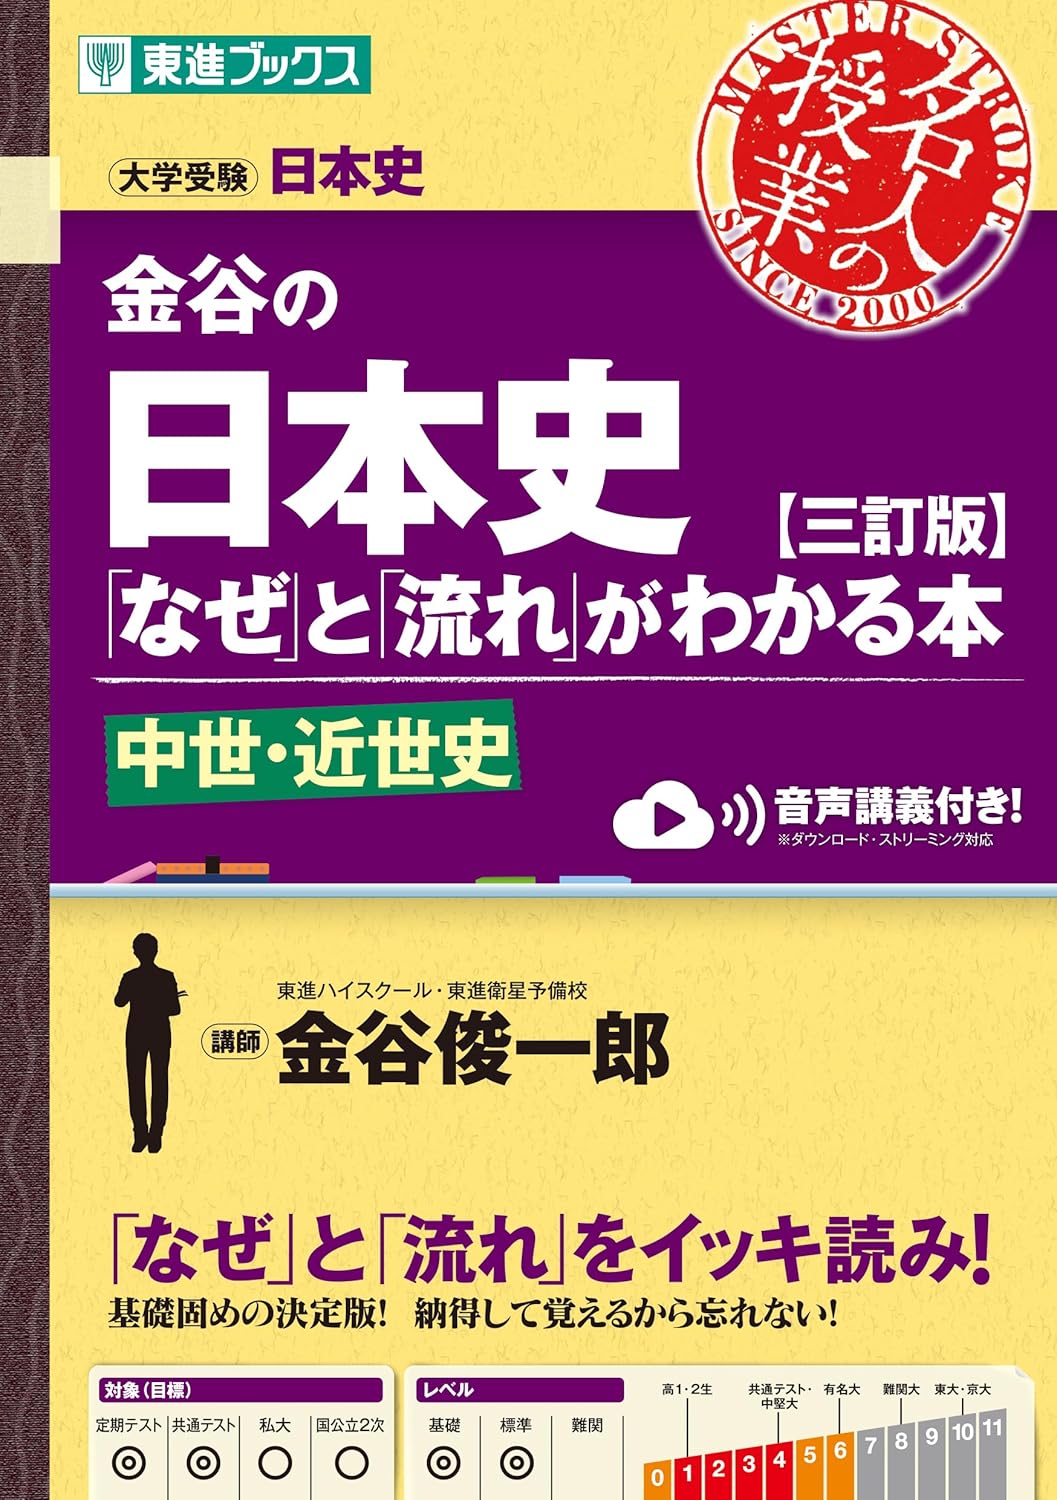 東進ブックス
MASTER STROKE
名人の
授業
SINCE 2000
大学受験 日本史
金谷の
日本史
【三訂版】
「なぜ」と「流れ」がわかる本
中世・近世史
音声講義付き!
※ダウンロード・ストリーミング対応
東進ハイスクール・東進衛星予備校
講師 金谷俊一郎
「なぜ」と「流れ」をイッキ読み!
基礎固めの決定版! 納得して覚えるから忘れない!
対象(目標)
定期テスト 共通テスト 私大 国公立2次
◎ ◎ ○ ○
レベル
基礎 標準 難関
◎ ◎
高1・2生 共通テスト・中堅大 有名大 難関大 東大・京大
0 1 2 3 4 5 6 7 8 9 10 11